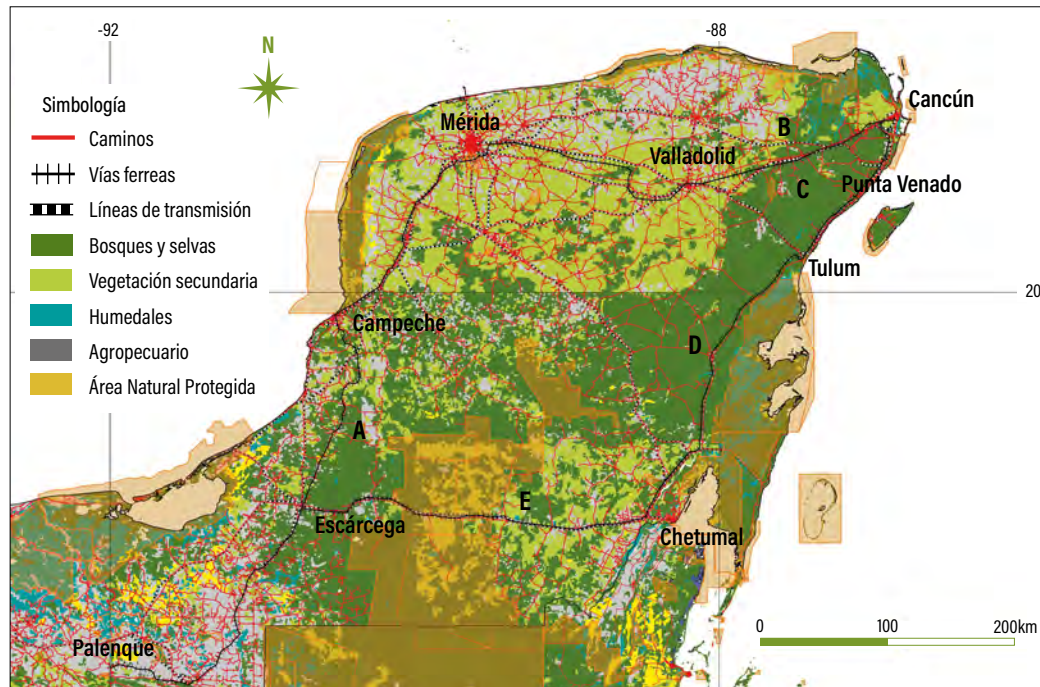 -92
-88
N
Simbología
Caminos
Vías ferreas
Líneas de transmisión
Bosques y selvas
Vegetación secundaria
Humedales
Agropecuario
Área Natural Protegida
Cancún
Mérida
B
Valladolid
C
Punta Venado
Tulum
20
Campeche
D
A
E
Escárcega
Chetumal
Palenque
0 100 200km